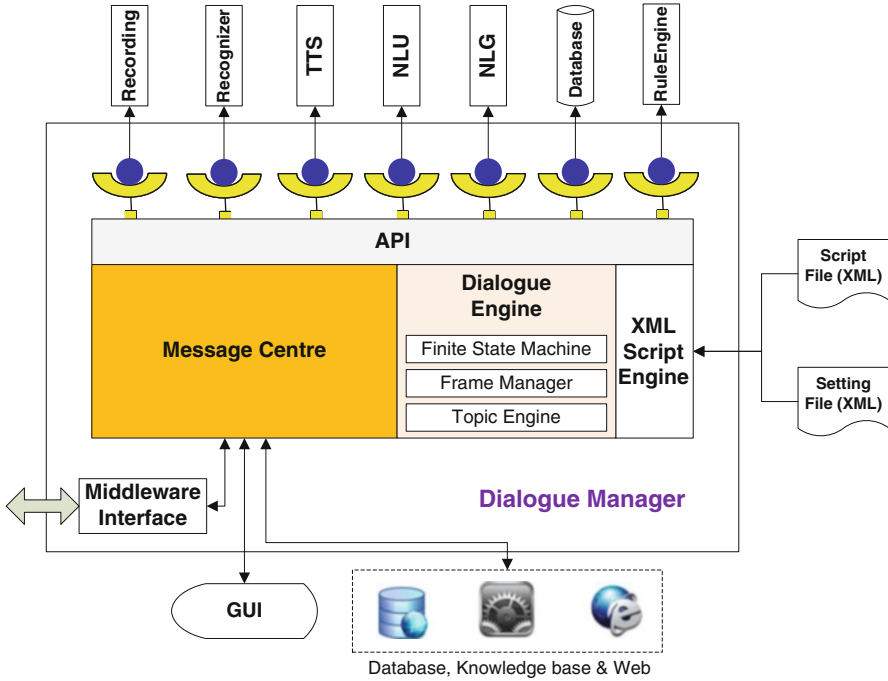 Recording
Recognizer
TTS
NLU
NLG
Database
RuleEngine
API
Message Centre
Dialogue
Engine
Finite State Machine
Frame Manager
Topic Engine
XML
Script
Engine
Script
File (XML)
Setting
File (XML)
Middleware
Interface
Dialogue Manager
GUI
Database, Knowledge base & Web